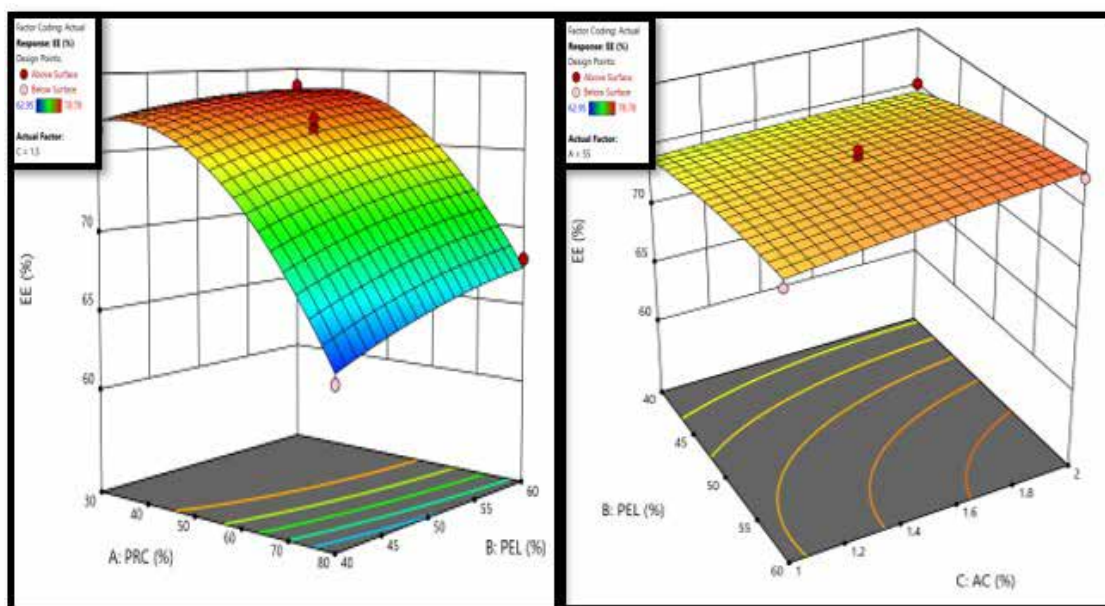 Factor Coding: Actual
Response: EE (%)
Design Points:
Above Surface
Below Surface
62.95 78.78
Actual Factor:
C = 1.5
70
65
60
EE (%)
30
40
50
60
70
80
A: PRC (%)
40
45
50
55
60
B: PEL (%)
Factor Coding: Actual
Response: EE (%)
Design Points:
Above Surface
Below Surface
62.95 78.78
Actual Factor:
A = 55
70
65
60
EE (%)
40
45
50
55
60
B: PEL (%)
1
1.2
1.4
1.6
1.8
2
C: AC (%)